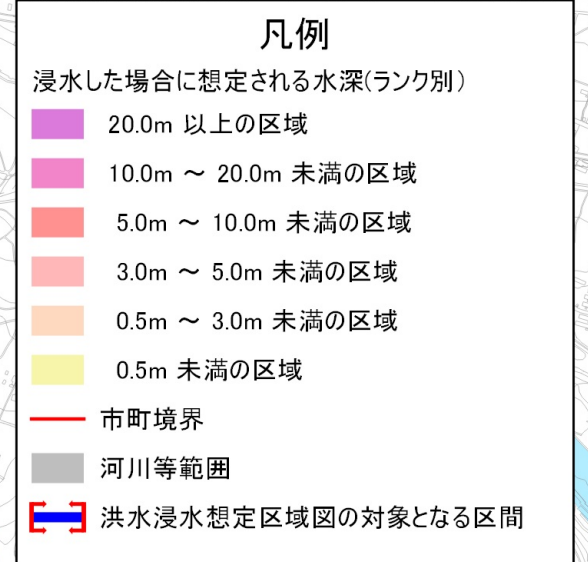 凡例
浸水した場合に想定される水深(ランク別)
20.0m 以上の区域
10.0m ～ 20.0m 未満の区域
5.0m ～ 10.0m 未満の区域
3.0m ～ 5.0m 未満の区域
0.5m ～ 3.0m 未満の区域
0.5m 未満の区域
市町境界
河川等範囲
洪水浸水想定区域図の対象となる区間